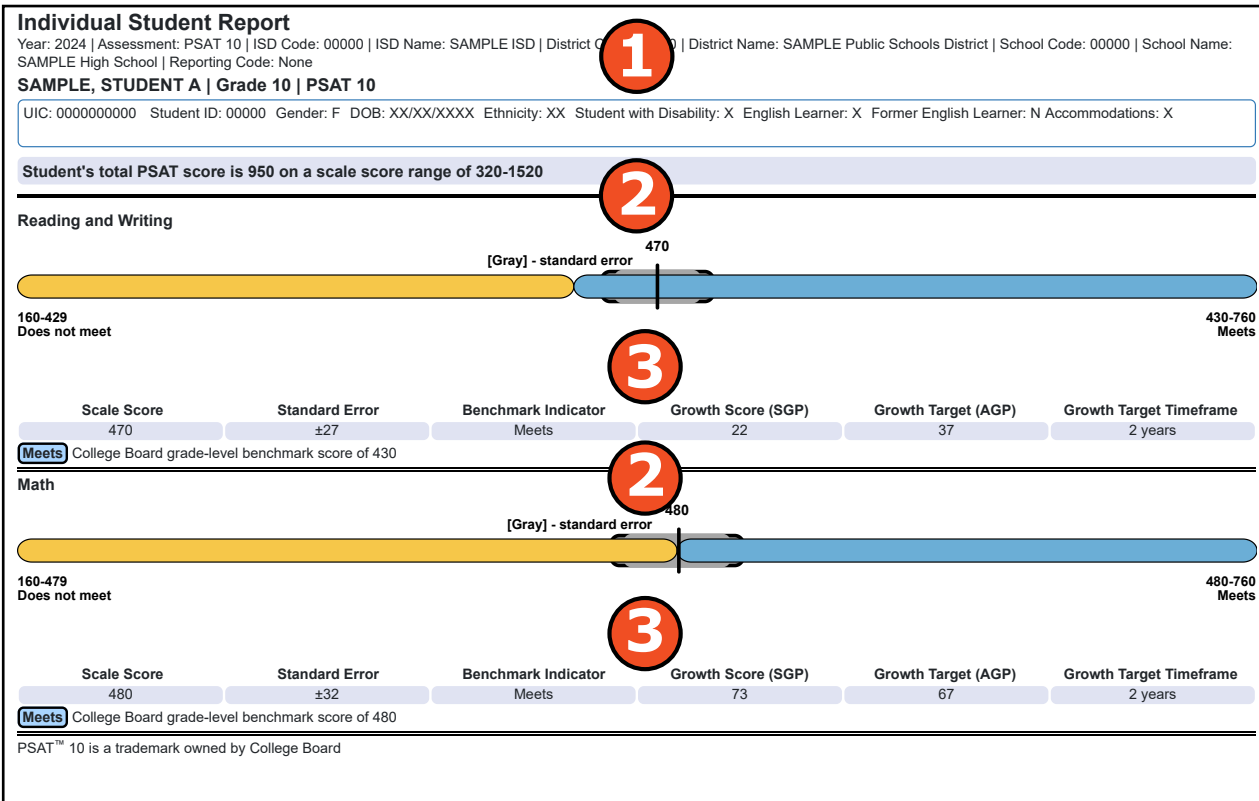 Individual Student Report
Year: 2024 | Assessment: PSAT 10 | ISD Code: 00000 | ISD Name: SAMPLE ISD | District 0 | District Name: SAMPLE Public Schools District | School Code: 00000 | School Name:
SAMPLE High School | Reporting Code: None
1
SAMPLE, STUDENT A | Grade 10 | PSAT 10
UIC: 0000000000 Student ID: 00000 Gender: F DOB: XX/XX/XXXX Ethnicity: XX Student with Disability: X English Learner: X Former English Learner: N Accommodations: X
Student's total PSAT score is 950 on a scale score range of 320-1520
2
Reading and Writing
470
[Gray] - standard error
160-429 430-760
Does not meet Meets
3
Scale Score Standard Error Benchmark Indicator Growth Score (SGP) Growth Target (AGP) Growth Target Timeframe
470 ±27 Meets 22 37 2 years
Meets College Board grade-level benchmark score of 430
2
Math
480
[Gray] - standard error
160-479 480-760
Does not meet Meets
3
Scale Score Standard Error Benchmark Indicator Growth Score (SGP) Growth Target (AGP) Growth Target Timeframe
480 ±32 Meets 73 67 2 years
Meets College Board grade-level benchmark score of 480
PSAT™ 10 is a trademark owned by College Board